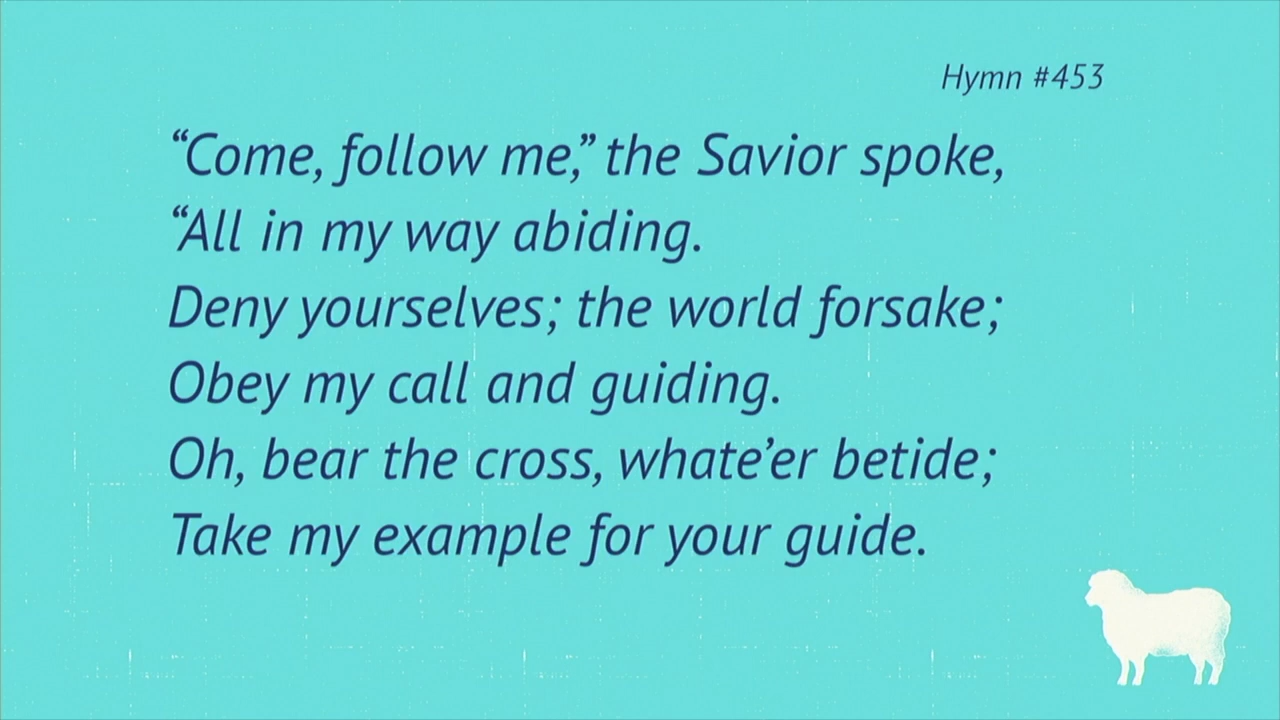 Hymn #453
“Come, follow me,” the Savior spoke,
“All in my way abiding.
Deny yourselves; the world forsake;
Obey my call and guiding.
Oh, bear the cross, whate’er betide;
Take my example for your guide.